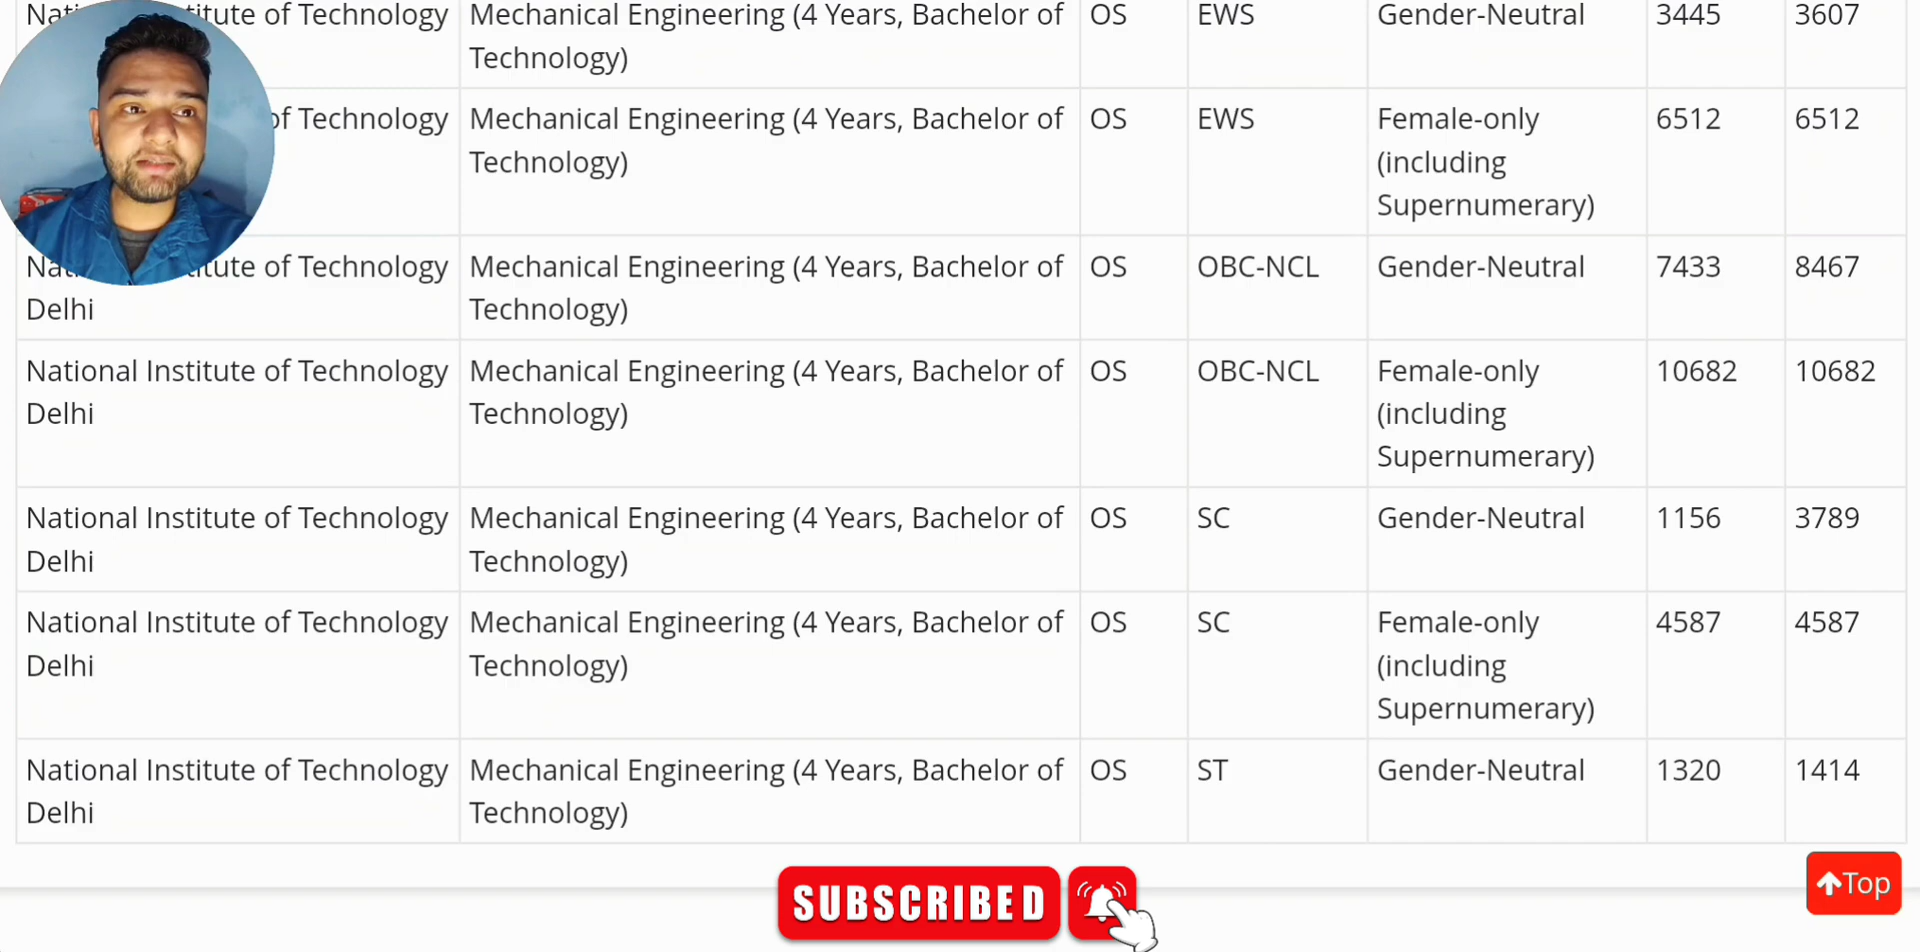 itute of Technology Mechanical Engineering (4 Years, Bachelor of OS EWS Gender-Neutral 3445 3607
Technology)
of Technology Mechanical Engineering (4 Years, Bachelor of OS EWS Female-only 6512 6512
Technology) (including
Supernumerary)
itute of Technology Mechanical Engineering (4 Years, Bachelor of OS OBC-NCL Gender-Neutral 7433 8467
Delhi Technology)
National Institute of Technology Mechanical Engineering (4 Years, Bachelor of OS OBC-NCL Female-only 10682 10682
Delhi Technology) (including
Supernumerary)
National Institute of Technology Mechanical Engineering (4 Years, Bachelor of OS SC Gender-Neutral 1156 3789
Delhi Technology)
National Institute of Technology Mechanical Engineering (4 Years, Bachelor of OS SC Female-only 4587 4587
Delhi Technology) (including
Supernumerary)
National Institute of Technology Mechanical Engineering (4 Years, Bachelor of OS ST Gender-Neutral 1320 1414
Delhi Technology)
Top
SUBSCRIBED